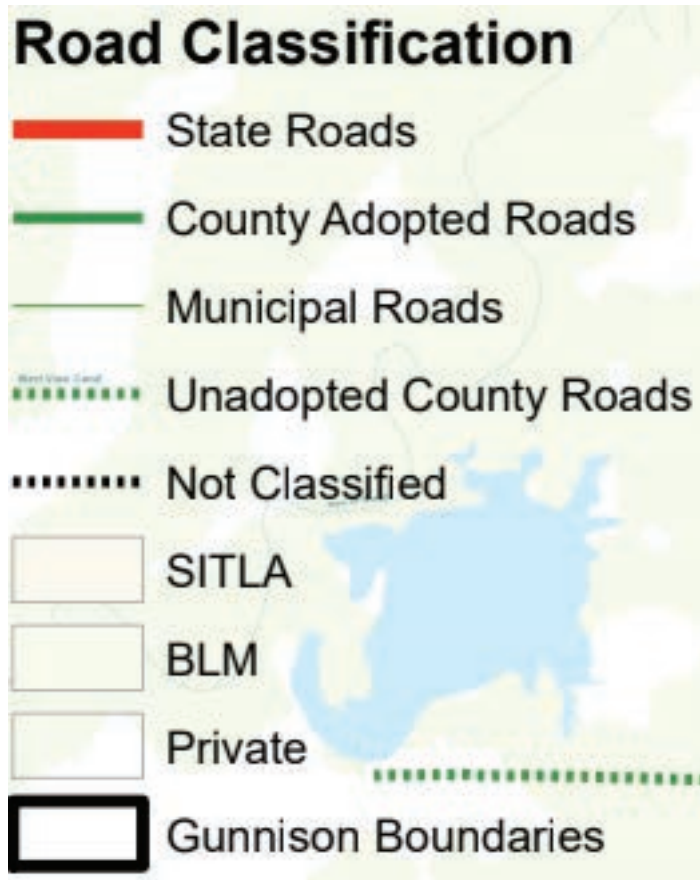 Road Classification
State Roads
County Adopted Roads
Municipal Roads
Unadopted County Roads
Not Classified
SITLA
BLM
Private
Gunnison Boundaries